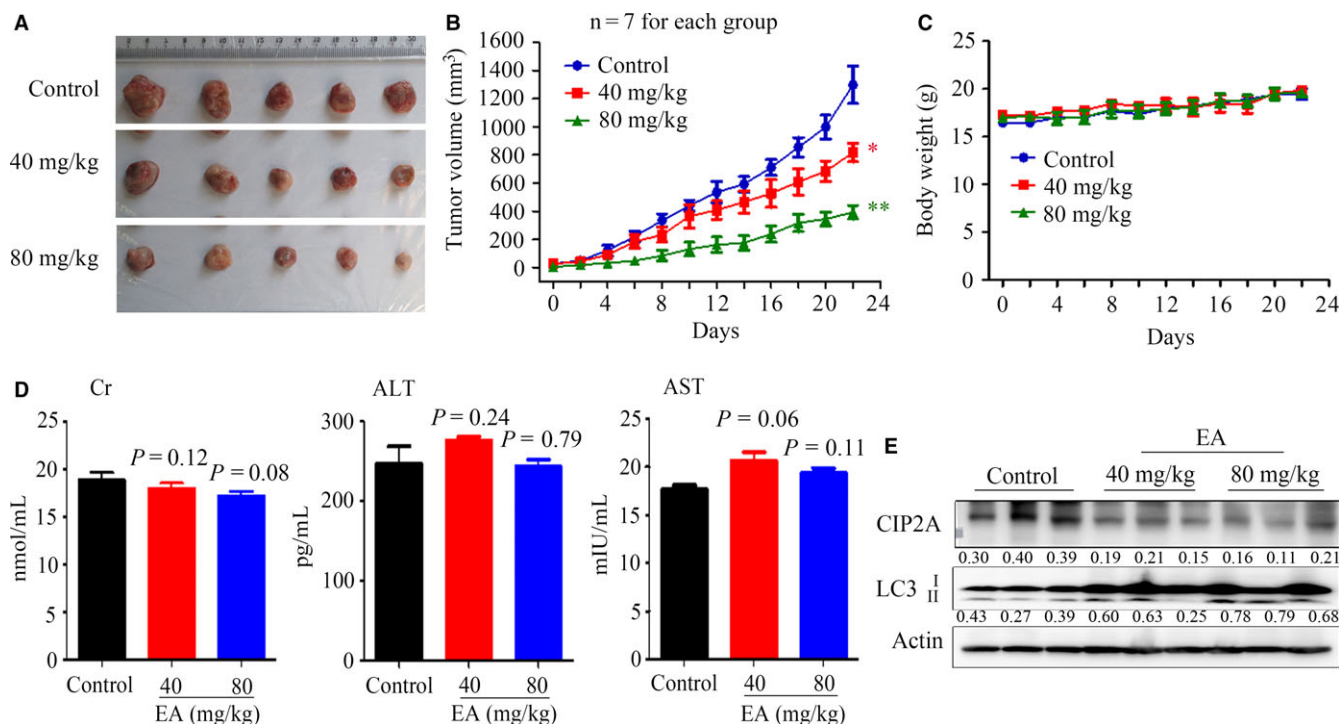 A
Control
40 mg/kg
80 mg/kg
B
n = 7 for each group
Tumor volume (mm³)
1600
1400
1200
1000
800
600
400
200
0
Control
40 mg/kg
80 mg/kg
*
**
0 4 8 12 16 20 24
Days
C
Body weight (g)
25
20
15
10
5
0
Control
40 mg/kg
80 mg/kg
0 4 8 12 16 20 24
Days
D
Cr
nmol/mL
25
20
15
10
5
0
P = 0.12
P = 0.08
Control 40 80
EA (mg/kg)
ALT
pg/mL
300
200
100
0
P = 0.24
P = 0.79
Control 40 80
EA (mg/kg)
AST
mIU/mL
25
20
15
10
5
0
P = 0.06
P = 0.11
Control 40 80
EA (mg/kg)
E
EA
Control 40 mg/kg 80 mg/kg
CIP2A
0.30 0.40 0.39 0.19 0.21 0.15 0.16 0.11 0.21
LC3 I
II
0.43 0.27 0.39 0.60 0.63 0.25 0.78 0.79 0.68
Actin